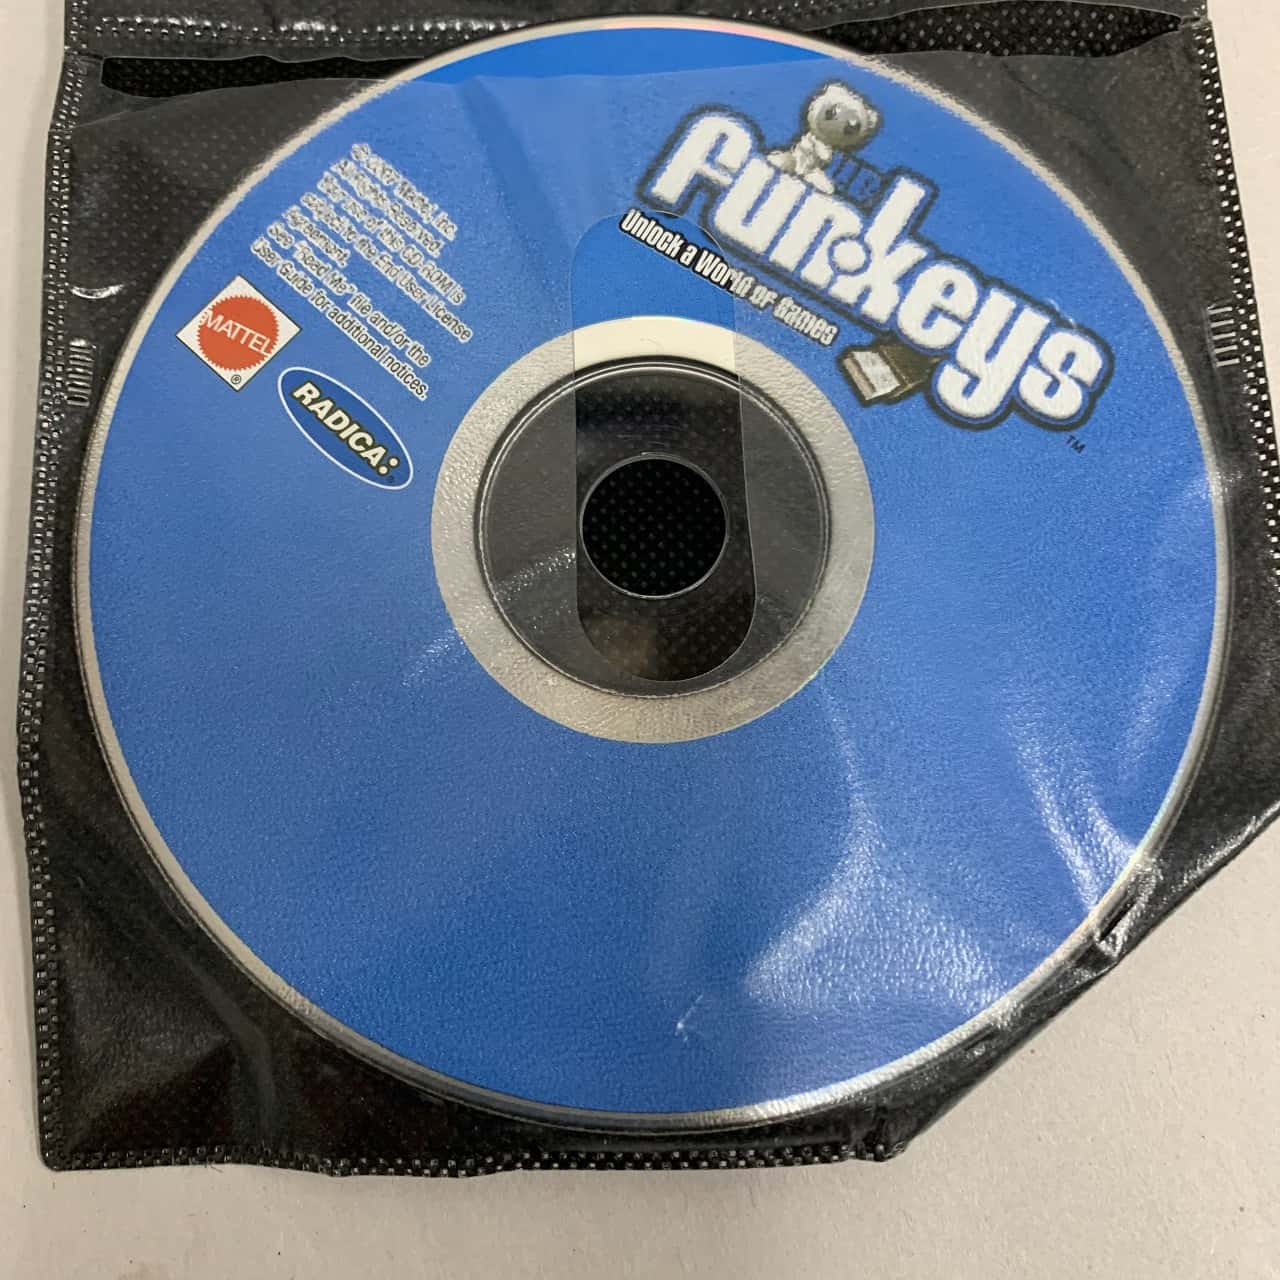 U.B.
Funkeys
TM
Unlock a World of Games
© 2007 Mattel, Inc.
All Rights Reserved.
Your use of this CD-ROM is
subject to the End User License
Agreement,
see "Read Me" file and/or the
User Guide for additional notices.
MATTEL
®
RADICA:
®